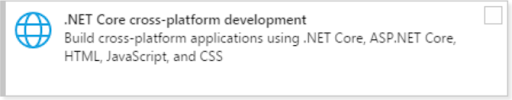 .NET Core cross-platform development
Build cross-platform applications using .NET Core, ASP.NET Core,
HTML, JavaScript, and CSS